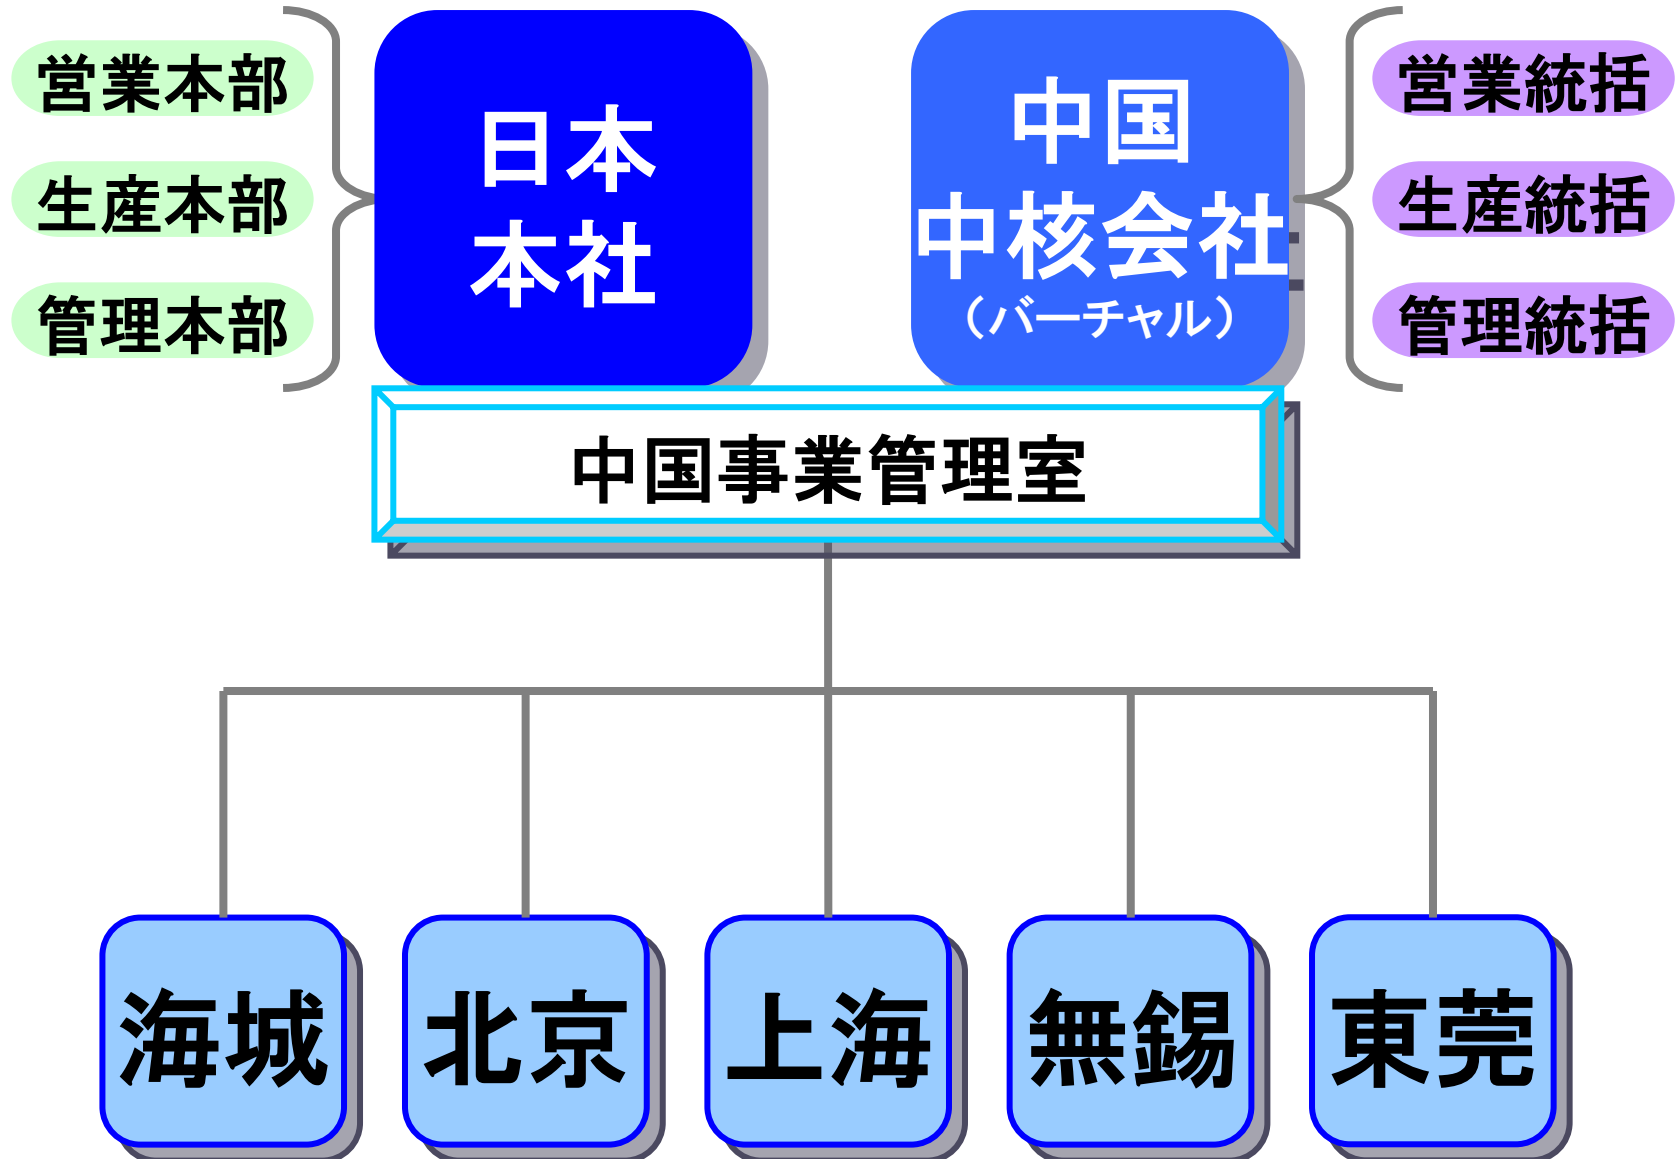 営業本部
生産本部
管理本部
日本
本社
中国
中核会社
（バーチャル）
営業統括
生産統括
管理統括
中国事業管理室
海城
北京
上海
無錫
東莞